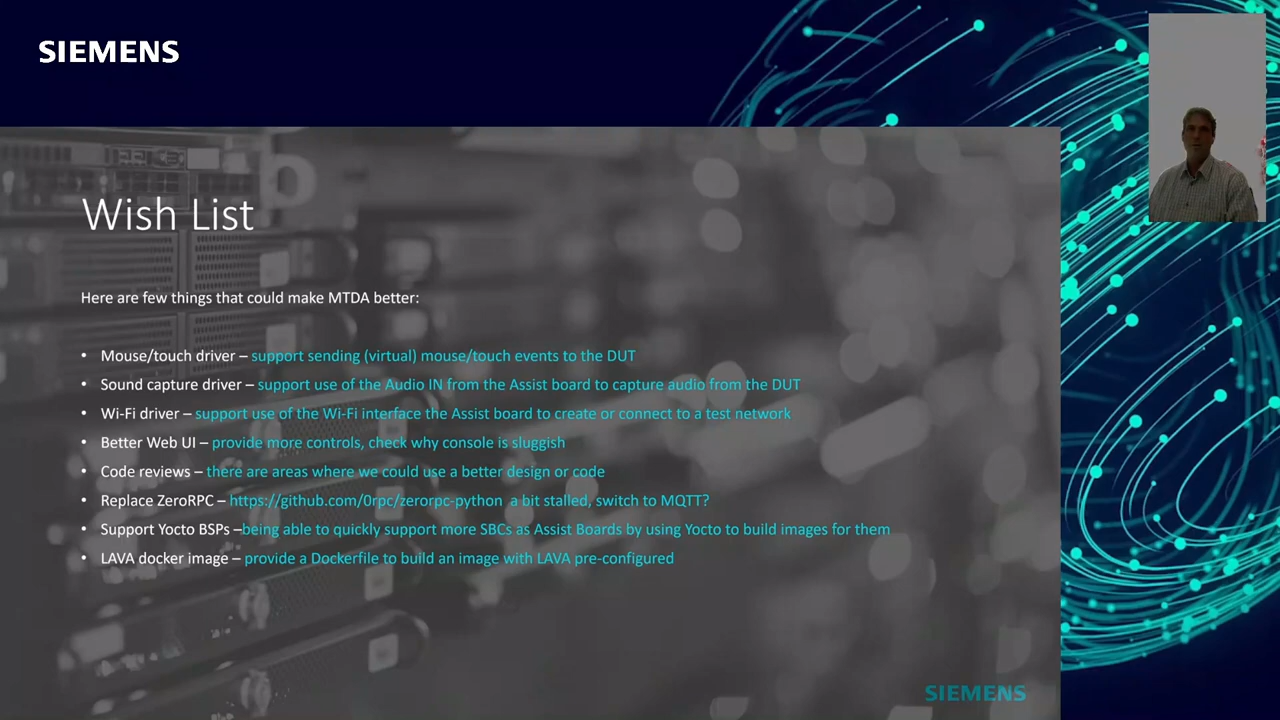 SIEMENS
Wish List
Here are few things that could make MTDA better:
• Mouse/touch driver – support sending (virtual) mouse/touch events to the DUT
• Sound capture driver – support use of the Audio IN from the Assist board to capture audio from the DUT
• Wi-Fi driver – support use of the Wi-Fi interface the Assist board to create or connect to a test network
• Better Web UI – provide more controls, check why console is sluggish
• Code reviews – there are areas where we could use a better design or code
• Replace ZeroRPC – https://github.com/0rpc/zerorpc-python a bit stalled, switch to MQTT?
• Support Yocto BSPs –being able to quickly support more SBCs as Assist Boards by using Yocto to build images for them
• LAVA docker image – provide a Dockerfile to build an image with LAVA pre-configured
SIEMENS